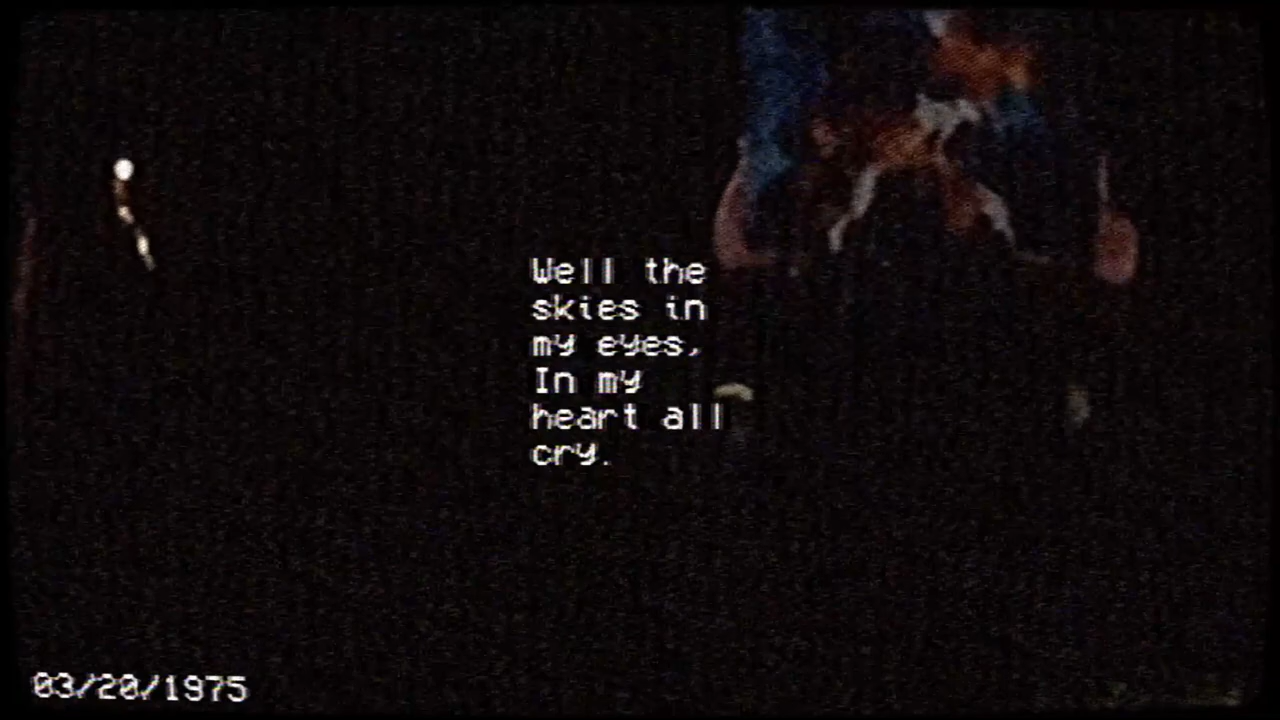 Well the
skies in
my eyes,
In my
heart all
cry.
03/20/1975